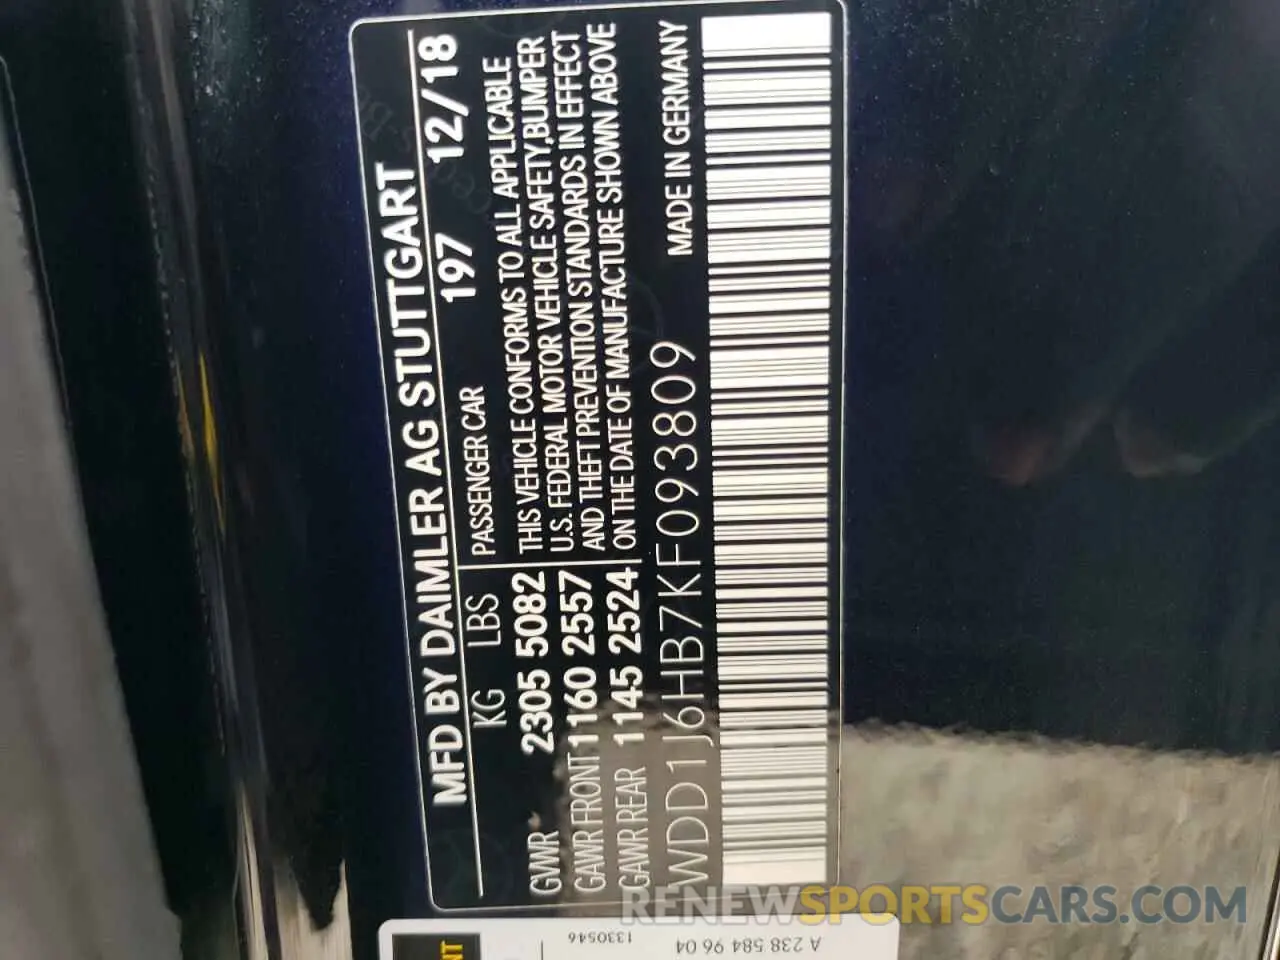 MFD BY DAIMLER AG STUTTGART
KG LBS 197 12/18
PASSENGER CAR
GVWR 2305 5082
GAWR FRONT 1160 2557
GAWR REAR 1145 2524
THIS VEHICLE CONFORMS TO ALL APPLICABLE
U.S. FEDERAL MOTOR VEHICLE SAFETY,BUMPER
AND THEFT PREVENTION STANDARDS IN EFFECT
ON THE DATE OF MANUFACTURE SHOWN ABOVE
WDD1J6HB7KF093809
MADE IN GERMANY
A 238 584 96 04
1330546
RENEWSPORTSCARS.COM